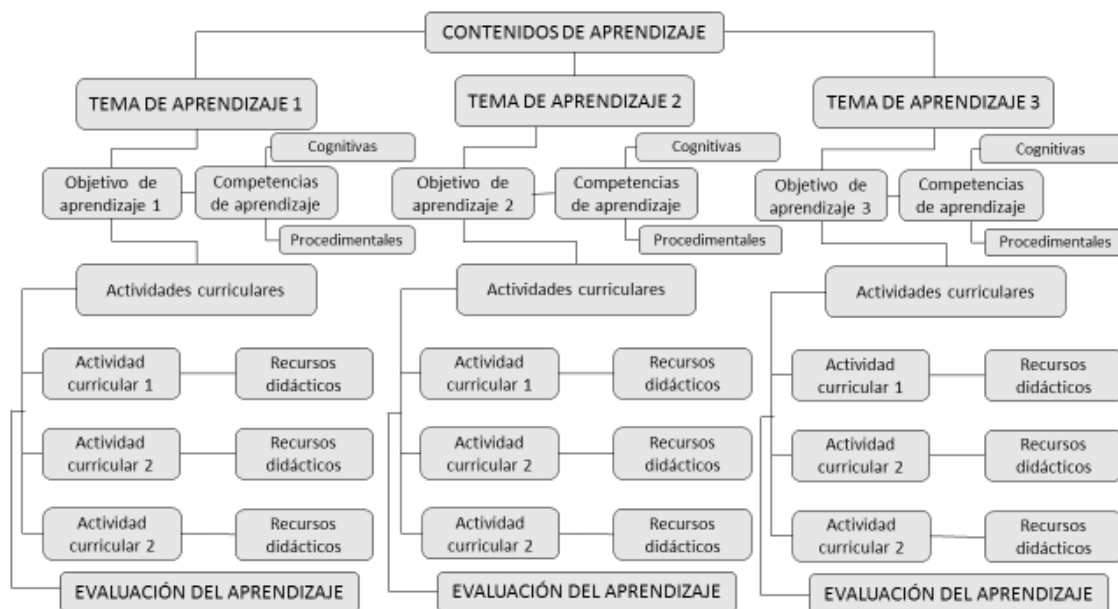 CONTENIDOS DE APRENDIZAJE
TEMA DE APRENDIZAJE 1
TEMA DE APRENDIZAJE 2
TEMA DE APRENDIZAJE 3
Cognitivas
Cognitivas
Cognitivas
Objetivo de
aprendizaje 1
Competencias
de aprendizaje
Objetivo de
aprendizaje 2
Competencias
de aprendizaje
Objetivo de
aprendizaje 3
Competencias
de aprendizaje
Procedimentales
Procedimentales
Procedimentales
Actividades curriculares
Actividades curriculares
Actividades curriculares
Actividad
curricular 1
Recursos
didácticos
Actividad
curricular 1
Recursos
didácticos
Actividad
curricular 1
Recursos
didácticos
Actividad
curricular 2
Recursos
didácticos
Actividad
curricular 2
Recursos
didácticos
Actividad
curricular 2
Recursos
didácticos
Actividad
curricular 2
Recursos
didácticos
Actividad
curricular 2
Recursos
didácticos
Actividad
curricular 2
Recursos
didácticos
EVALUACIÓN DEL APRENDIZAJE
EVALUACIÓN DEL APRENDIZAJE
EVALUACIÓN DEL APRENDIZAJE